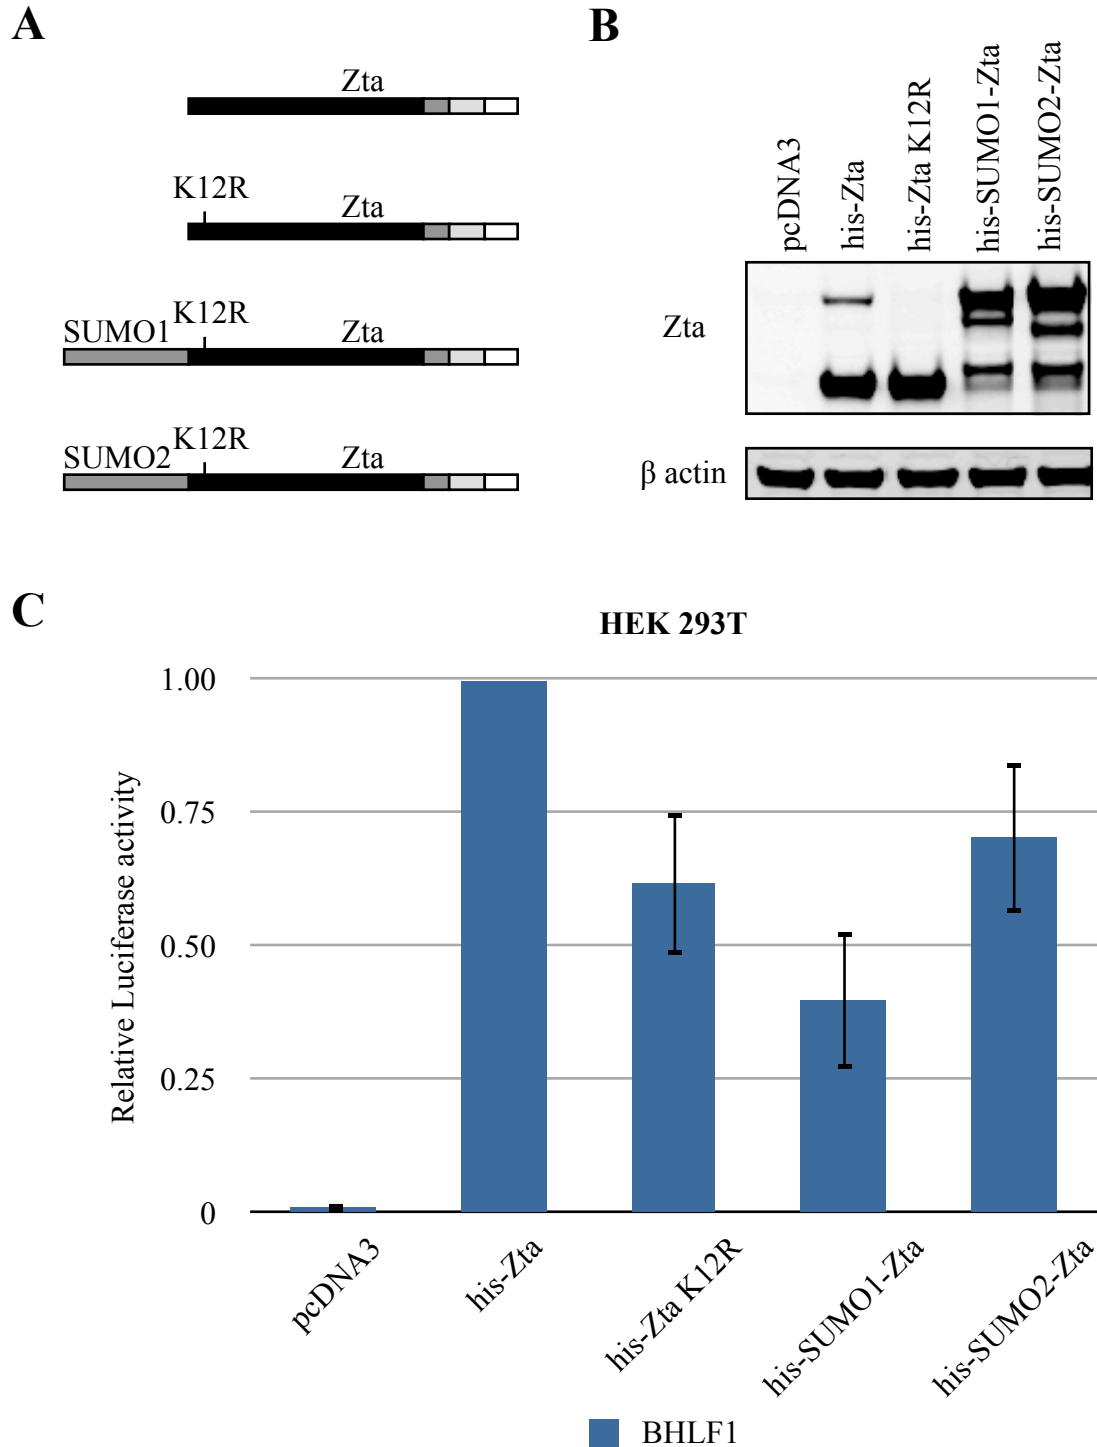 A
Zta
K12R
Zta
SUMO1
K12R
Zta
SUMO2
K12R
Zta
B
pcDNA3
his-Zta
his-Zta K12R
his-SUMO1-Zta
his-SUMO2-Zta
Zta
β actin
C
HEK 293T
Relative Luciferase activity
1.00
0.75
0.50
0.25
0
pcDNA3
his-Zta
his-Zta K12R
his-SUMO1-Zta
his-SUMO2-Zta
BHLF1